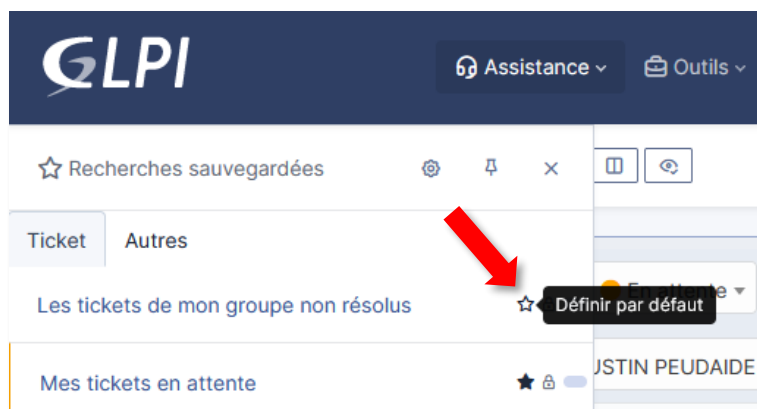 GLPI
Assistance
Outils
Recherches sauvegardées
Ticket Autres
En attente
Les tickets de mon groupe non résolus
Définir par défaut
USTIN PEUDAIDE
Mes tickets en attente